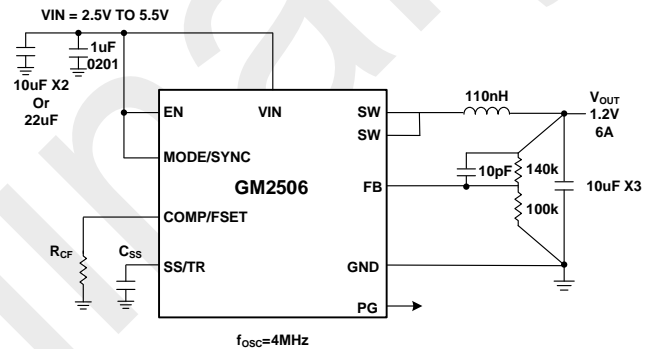 VIN = 2.5V TO 5.5V
1uF
0201
10uF X2
Or
22uF
EN
VIN
SW
SW
110nH
VOUT
1.2V
6A
MODE/SYNC
GM2506
FB
10pF
140k
100k
10uF X3
COMP/FSET
RCF
CSS
SS/TR
GND
PG
fOSC=4MHz